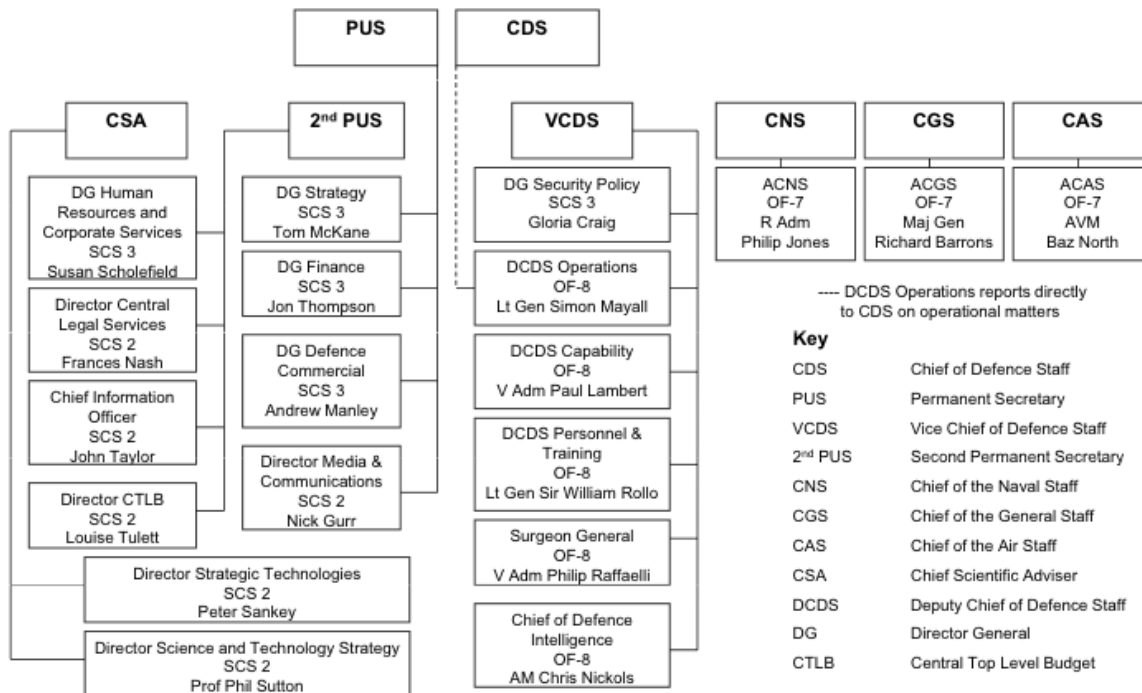 PUS
CDS
CSA
2nd PUS
VCDS
CNS
CGS
CAS
DG Human
Resources and
Corporate Services
SCS 3
Susan Scholefield
Director Central
Legal Services
SCS 2
Frances Nash
Chief Information
Officer
SCS 2
John Taylor
Director CTLB
SCS 2
Louise Tulett
Director Strategic Technologies
SCS 2
Peter Sankey
Director Science and Technology Strategy
SCS 2
Prof Phil Sutton
DG Strategy
SCS 3
Tom McKane
DG Finance
SCS 3
Jon Thompson
DG Defence
Commercial
SCS 3
Andrew Manley
Director Media &
Communications
SCS 2
Nick Gurr
DG Security Policy
SCS 3
Gloria Craig
DCDS Operations
OF-8
Lt Gen Simon Mayall
DCDS Capability
OF-8
V Adm Paul Lambert
DCDS Personnel &
Training
OF-8
Lt Gen Sir William Rollo
Surgeon General
OF-8
V Adm Philip Raffaelli
Chief of Defence
Intelligence
OF-8
AM Chris Nickols
ACNS
OF-7
R Adm
Philip Jones
ACGS
OF-7
Maj Gen
Richard Barrons
ACAS
OF-7
AVM
Baz North
---- DCDS Operations reports directly
to CDS on operational matters
Key
CDS Chief of Defence Staff
PUS Permanent Secretary
VCDS Vice Chief of Defence Staff
2nd PUS Second Permanent Secretary
CNS Chief of the Naval Staff
CGS Chief of the General Staff
CAS Chief of the Air Staff
CSA Chief Scientific Adviser
DCDS Deputy Chief of Defence Staff
DG Director General
CTLB Central Top Level Budget